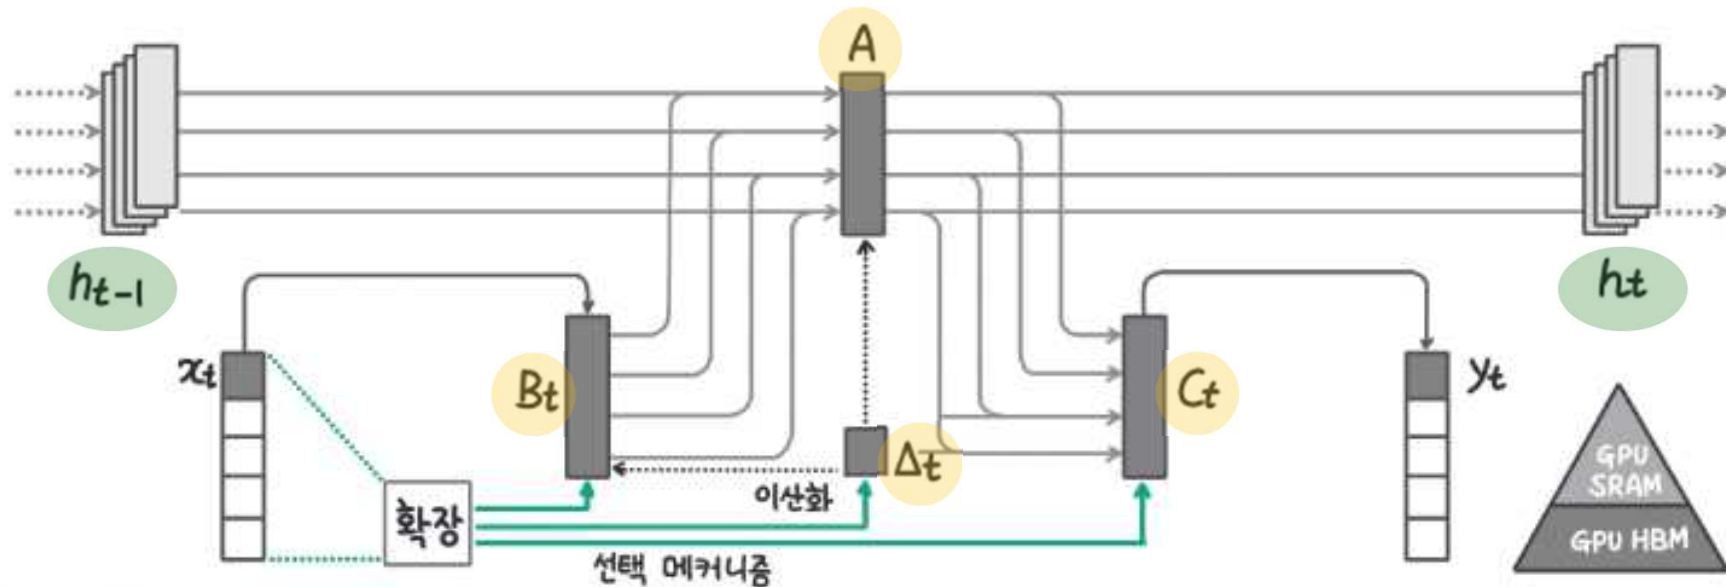 A
h_{t-1}
h_t
x_t
B_t
C_t
y_t
Δ_t
이산화
확장
선택 메커니즘
GPU
SRAM
GPU HBM